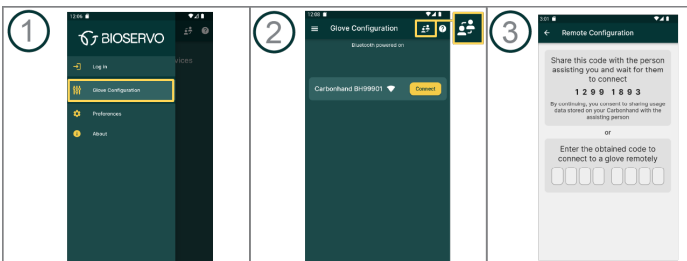 1
12:06
BIOSERVO
Log In
vices
Glove Configuration
Preferences
About
2
12:08
Glove Configuration
Bluetooth powered on
Carbonhand BH99901
Connect
3
3:01
Remote Configuration
Share this code with the person
assisting you and wait for them
to connect
1299 1893
By continuing, you consent to sharing usage
data stored on your Carbonhand with the
assisting person
or
Enter the obtained code to
connect to a glove remotely